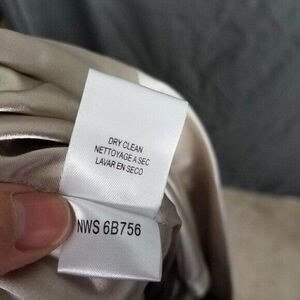 DRY CLEAN
NETTOYAGE A SEC
LAVAR EN SECO
NWS 6B756